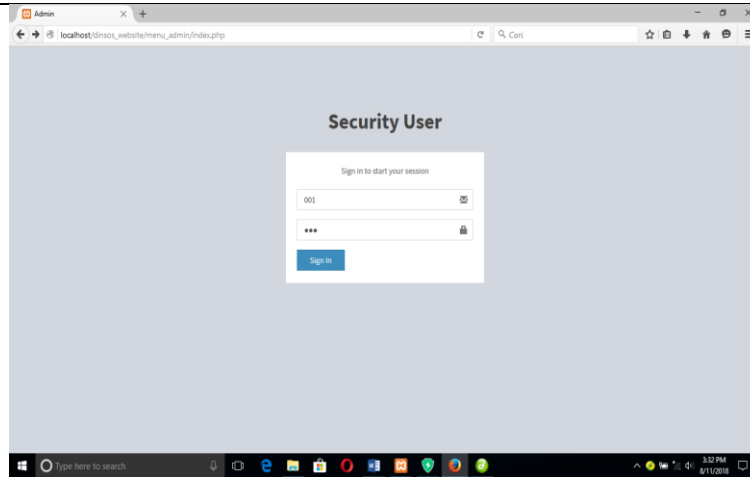 Admin
localhost/dinsos_website/menu_admin/index.php
Cari
Security User
Sign in to start your session
001
•••
Sign In
Type here to search
3:32 PM
8/11/2018